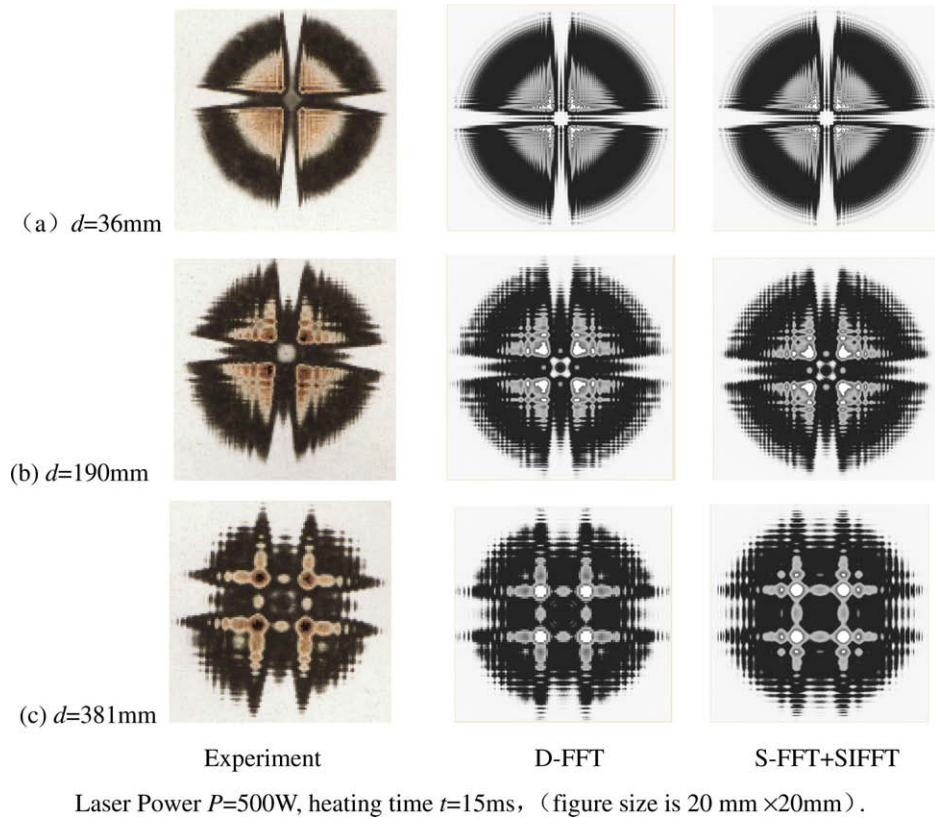 （a） d=36mm
(b) d=190mm
(c) d=381mm
Experiment D-FFT S-FFT+SIFFT
Laser Power P=500W, heating time t=15ms,（figure size is 20 mm ×20mm）.